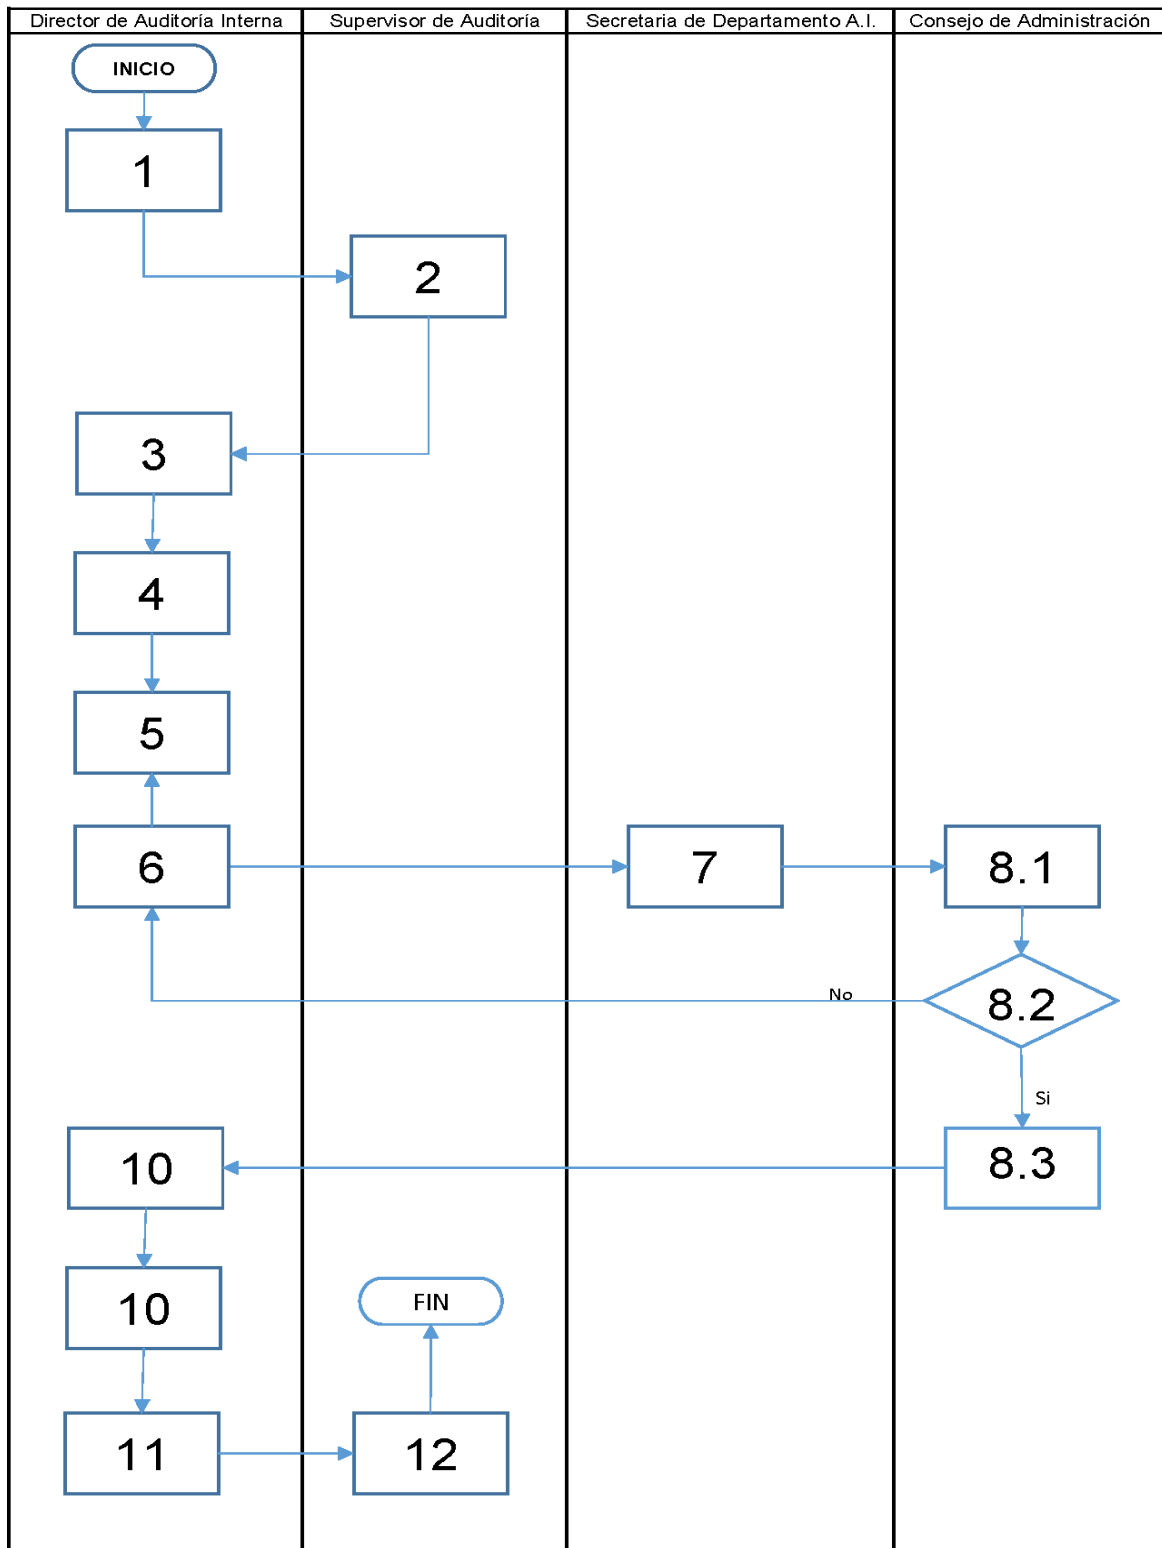 Director de Auditoría Interna
Supervisor de Auditoría
Secretaria de Departamento A.I.
Consejo de Administración
INICIO
1
2
3
4
5
6
7
8.1
No
8.2
Si
10
8.3
10
FIN
11
12